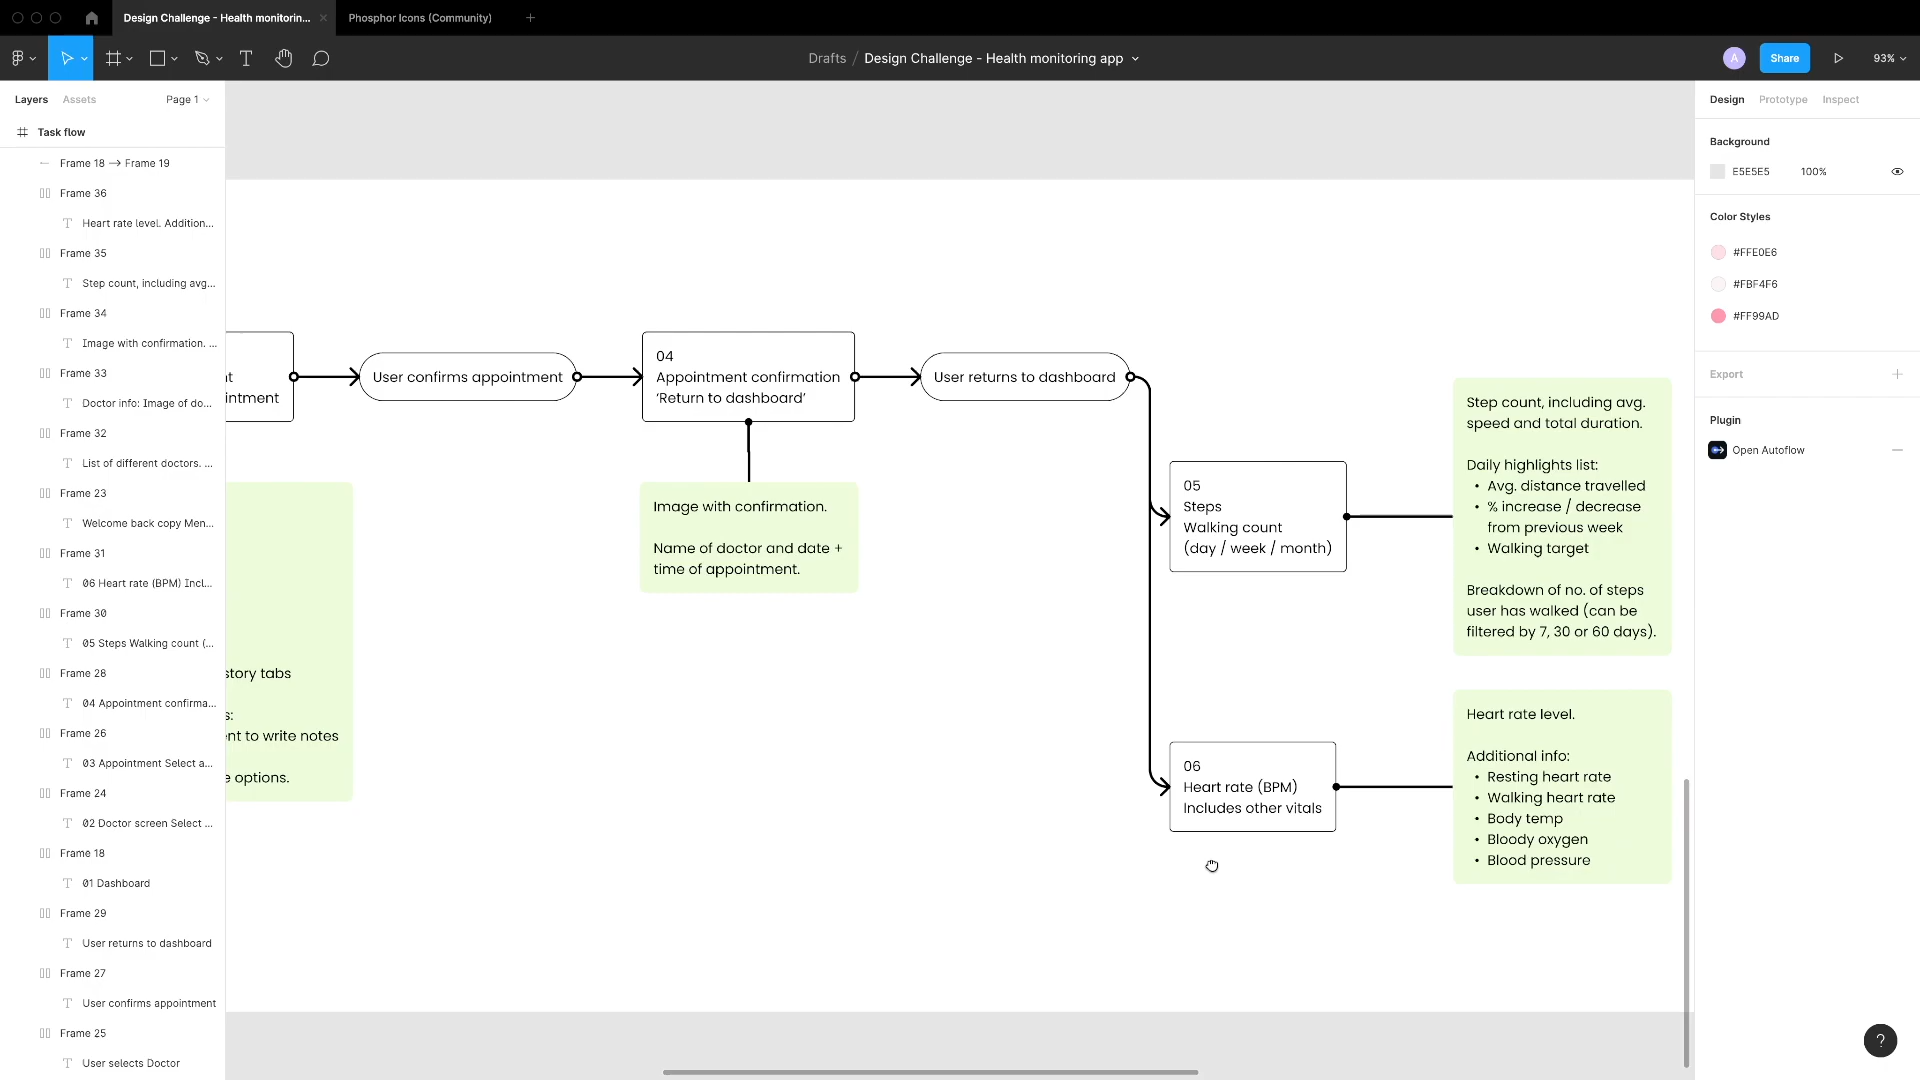 Design Challenge - Health monitorin...
Phosphor Icons (Community)
Drafts / Design Challenge - Health monitoring app
A
Share
93%
Layers
Assets
Page 1
Task flow
Frame 18 → Frame 19
Frame 36
Heart rate level. Addition...
Frame 35
Step count, including avg...
Frame 34
Image with confirmation. ...
Frame 33
Doctor info: Image of do...
Frame 32
List of different doctors. ...
Frame 23
Welcome back copy Men...
Frame 31
06 Heart rate (BPM) Incl...
Frame 30
05 Steps Walking count (...
Frame 28
04 Appointment confirma...
Frame 26
03 Appointment Select a...
Frame 24
02 Doctor screen Select ...
Frame 18
01 Dashboard
Frame 29
User returns to dashboard
Frame 27
User confirms appointment
Frame 25
User selects Doctor
nt
intment
User confirms appointment
04
Appointment confirmation
‘Return to dashboard’
User returns to dashboard
story tabs
s:
nt to write notes
e options.
Image with confirmation.
Name of doctor and date +
time of appointment.
05
Steps
Walking count
(day / week / month)
Step count, including avg.
speed and total duration.
Daily highlights list:
• Avg. distance travelled
• % increase / decrease
from previous week
• Walking target
Breakdown of no. of steps
user has walked (can be
filtered by 7, 30 or 60 days).
06
Heart rate (BPM)
Includes other vitals
Heart rate level.
Additional info:
• Resting heart rate
• Walking heart rate
• Body temp
• Bloody oxygen
• Blood pressure
Design
Prototype
Inspect
Background
E5E5E5
100%
Color Styles
#FFE0E6
#FBF4F6
#FF99AD
Export
Plugin
Open Autoflow
?